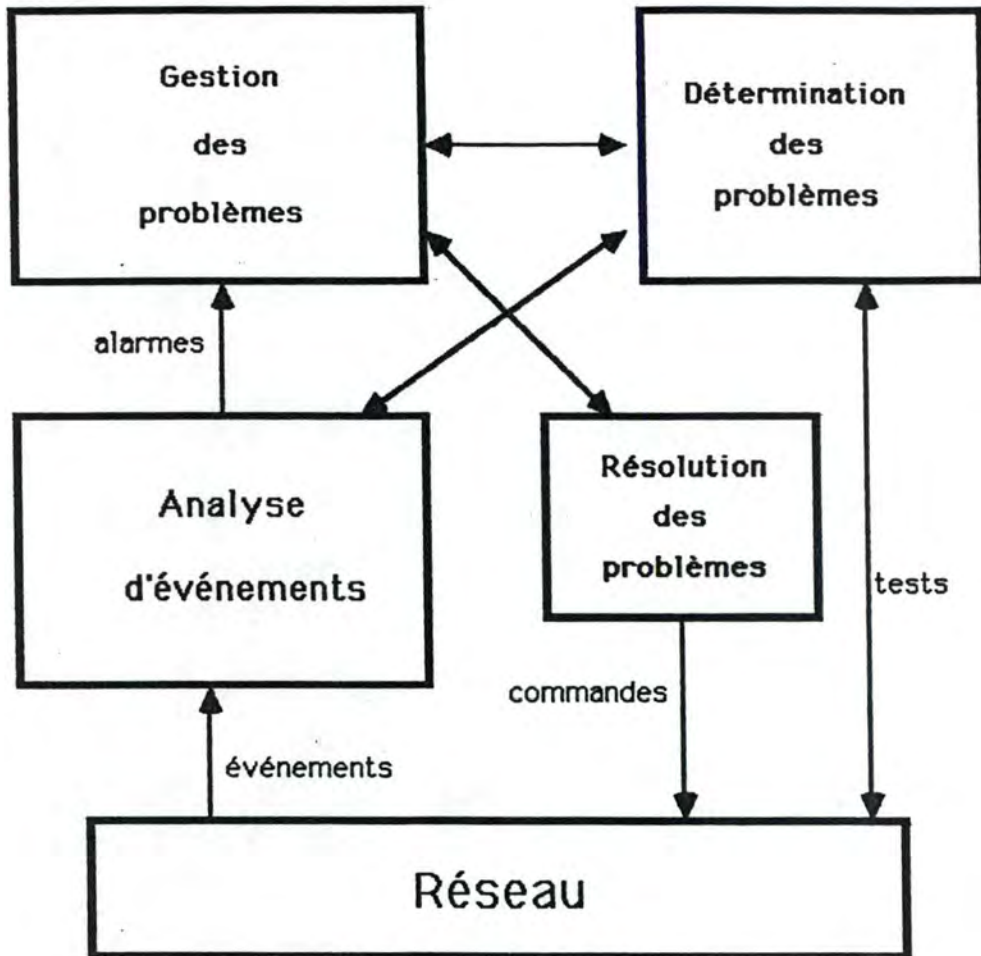 Gestion
des
problèmes
Détermination
des
problèmes
alarmes
Analyse
d'événements
Résolution
des
problèmes
tests
commandes
événements
Réseau